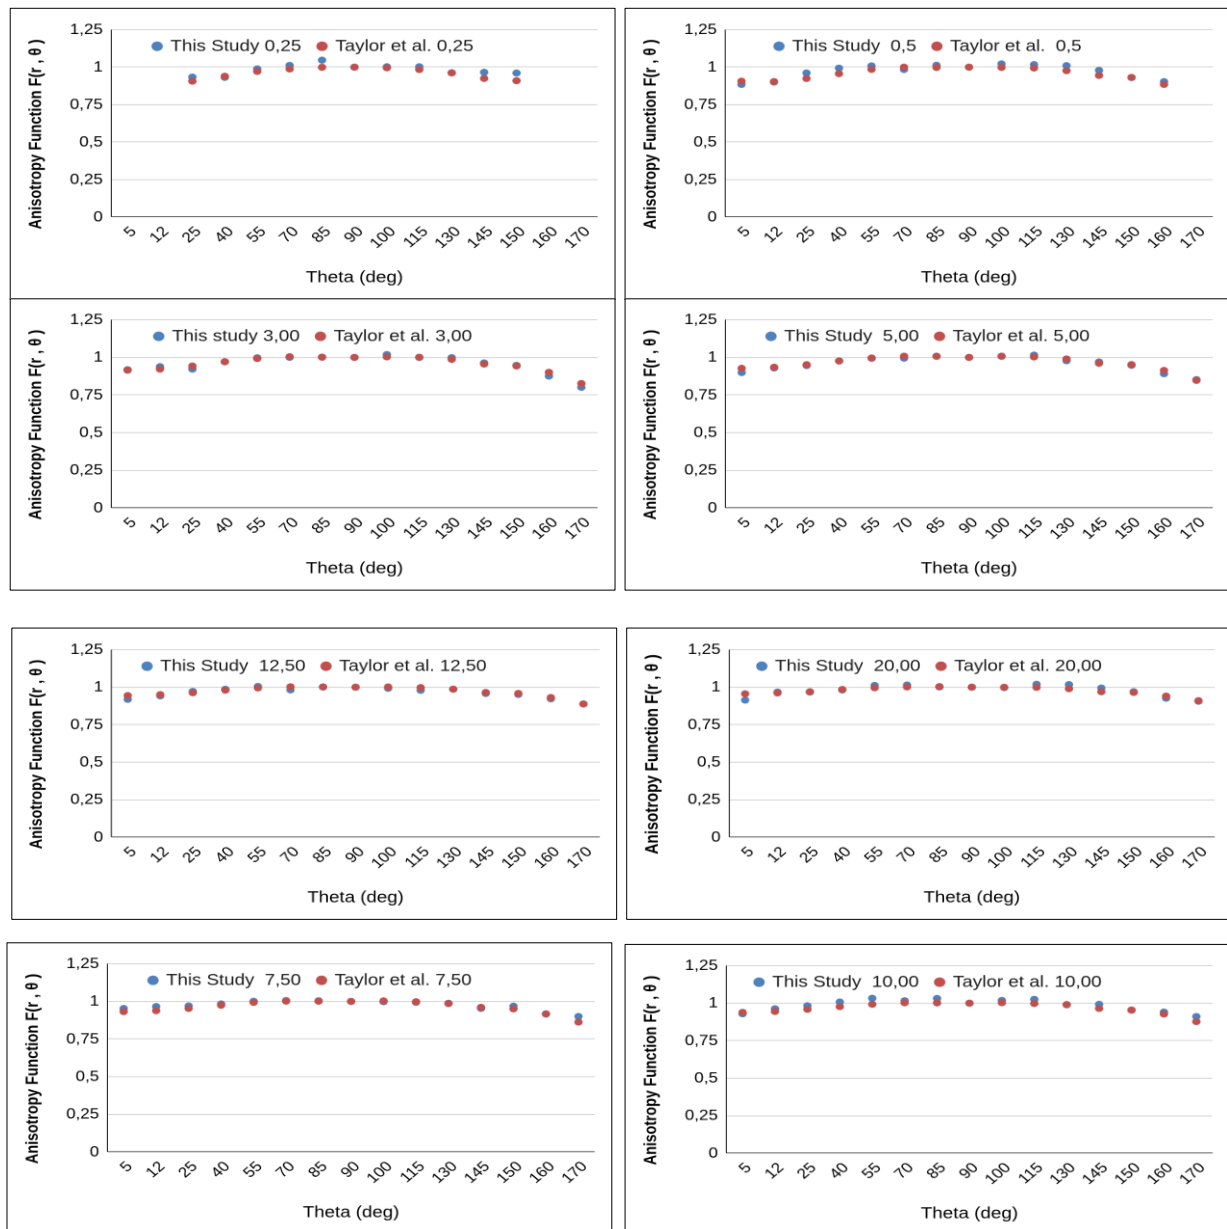 Anisotropy Function F(r , θ )
1,25
This Study 0,25 Taylor et al. 0,25
1
0,75
0,5
0,25
0
5 12 25 40 55 70 85 90 100 115 130 145 150 160 170
Theta (deg)
Anisotropy Function F(r , θ )
1,25
This Study 0,5 Taylor et al. 0,5
1
0,75
0,5
0,25
0
5 12 25 40 55 70 85 90 100 115 130 145 150 160 170
Theta (deg)
Anisotropy Function F(r , θ )
1,25
This study 3,00 Taylor et al. 3,00
1
0,75
0,5
0,25
0
5 12 25 40 55 70 85 90 100 115 130 145 150 160 170
Theta (deg)
Anisotropy Function F(r , θ )
1,25
This Study 5,00 Taylor et al. 5,00
1
0,75
0,5
0,25
0
5 12 25 40 55 70 85 90 100 115 130 145 150 160 170
Theta (deg)
Anisotropy Function F(r , θ )
1,25
This Study 12,50 Taylor et al. 12,50
1
0,75
0,5
0,25
0
5 12 25 40 55 70 85 90 100 115 130 145 150 160 170
Theta (deg)
Anisotropy Function F(r , θ )
1,25
This Study 20,00 Taylor et al. 20,00
1
0,75
0,5
0,25
0
5 12 25 40 55 70 85 90 100 115 130 145 150 160 170
Theta (deg)
Anisotropy Function F(r , θ )
1,25
This Study 7,50 Taylor et al. 7,50
1
0,75
0,5
0,25
0
5 12 25 40 55 70 85 90 100 115 130 145 150 160 170
Theta (deg)
Anisotropy Function F(r , θ )
1,25
This Study 10,00 Taylor et al. 10,00
1
0,75
0,5
0,25
0
5 12 25 40 55 70 85 90 100 115 130 145 150 160 170
Theta (deg)